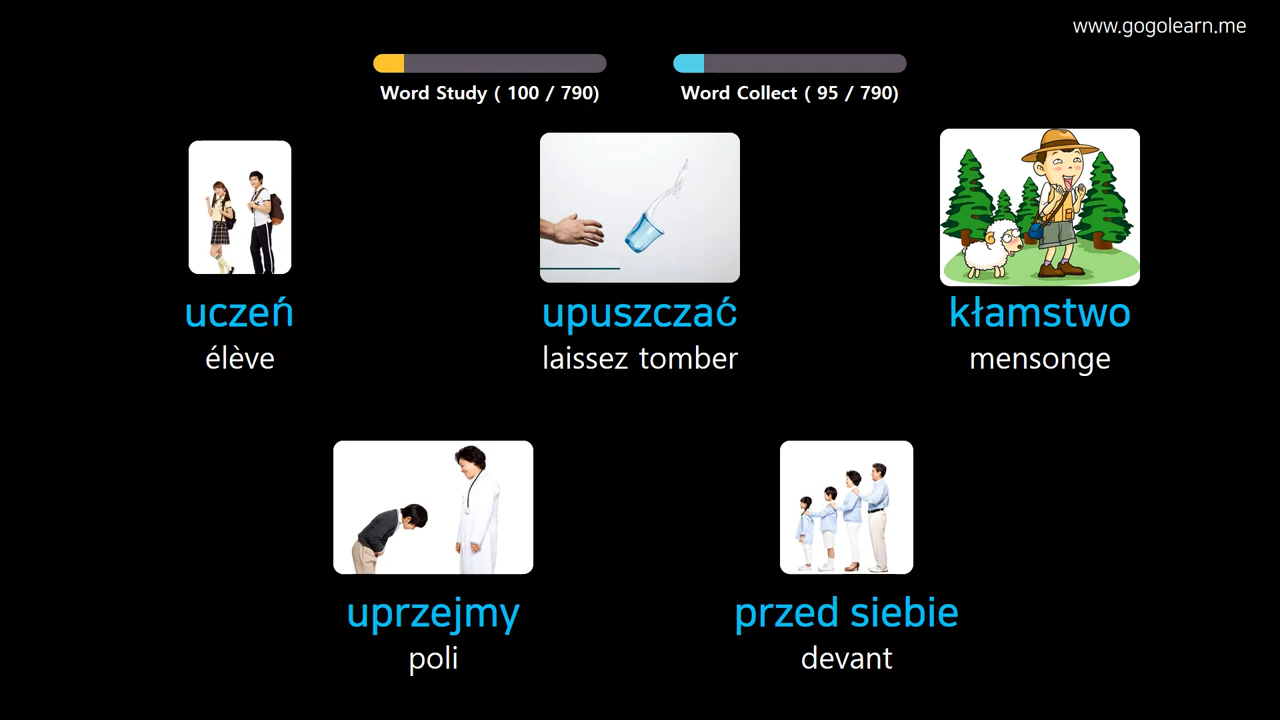 www.gogolearn.me
Word Study ( 100 / 790)
Word Collect ( 95 / 790)
uczeń
élève
upuszczać
laissez tomber
kłamstwo
mensonge
uprzejmy
poli
przed siebie
devant